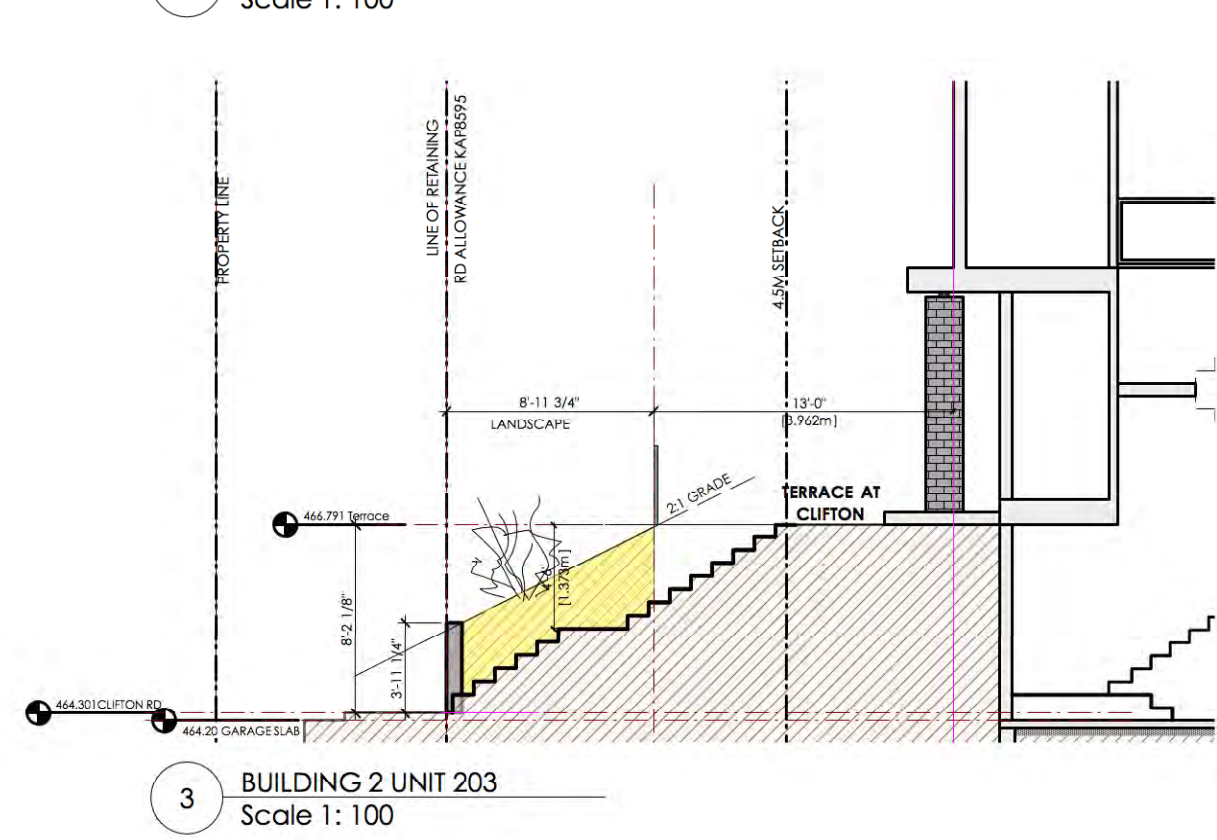 Scale 1: 100
PROPERTY LINE
LINE OF RETAINING
RD ALLOWANCE KAP8595
4.5M SETBACK
8'-11 3/4"
LANDSCAPE
13'-0"
[3.962m]
2:1 GRADE
TERRACE AT
CLIFTON
466.791 Terrace
4'-6"
[1.373m]
8'-2 1/8"
3'-11 1/4"
464.301CLIFTON RD
464.20 GARAGE SLAB
3
BUILDING 2 UNIT 203
Scale 1: 100